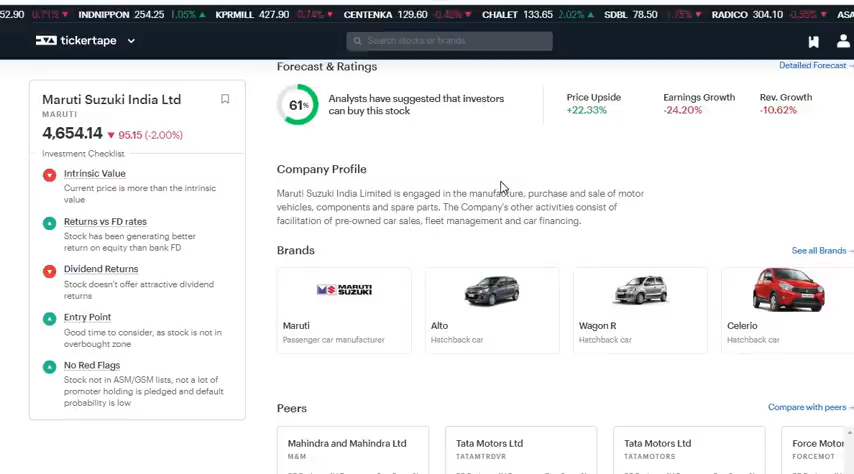 52.90 0.71% INDNIPPON 254.25 1.05% KPRMILL 427.90 0.74% CENTENKA 129.60 0.42% CHALET 133.65 2.02% SDBL 78.50 1.75% RADICO 304.10 0.55% ASA
tickertape
Search stocks or brands
Forecast & Ratings
Detailed Forecast
Maruti Suzuki India Ltd
MARUTI
4,654.14 95.15 (-2.00%)
Investment Checklist
Intrinsic Value
Current price is more than the intrinsic
value
Returns vs FD rates
Stock has been generating better
return on equity than bank FD
Dividend Returns
Stock doesn't offer attractive dividend
returns
Entry Point
Good time to consider, as stock is not in
overbought zone
No Red Flags
Stock not in ASM/GSM lists, not a lot of
promoter holding is pledged and default
probability is low
61%
Analysts have suggested that investors
can buy this stock
Price Upside
+22.33%
Earnings Growth
-24.20%
Rev. Growth
-10.62%
Company Profile
Maruti Suzuki India Limited is engaged in the manufacture, purchase and sale of motor
vehicles, components and spare parts. The Company's other activities consist of
facilitation of pre-owned car sales, fleet management and car financing.
Brands
See all Brands
MARUTI
SUZUKI
Maruti
Passenger car manufacturer
Alto
Hatchback car
Wagon R
Hatchback car
Celerio
Hatchback car
Peers
Compare with peers
Mahindra and Mahindra Ltd
M&M
Tata Motors Ltd
TATAMTRDVR
Tata Motors Ltd
TATAMOTORS
Force Motor
FORCEMOT